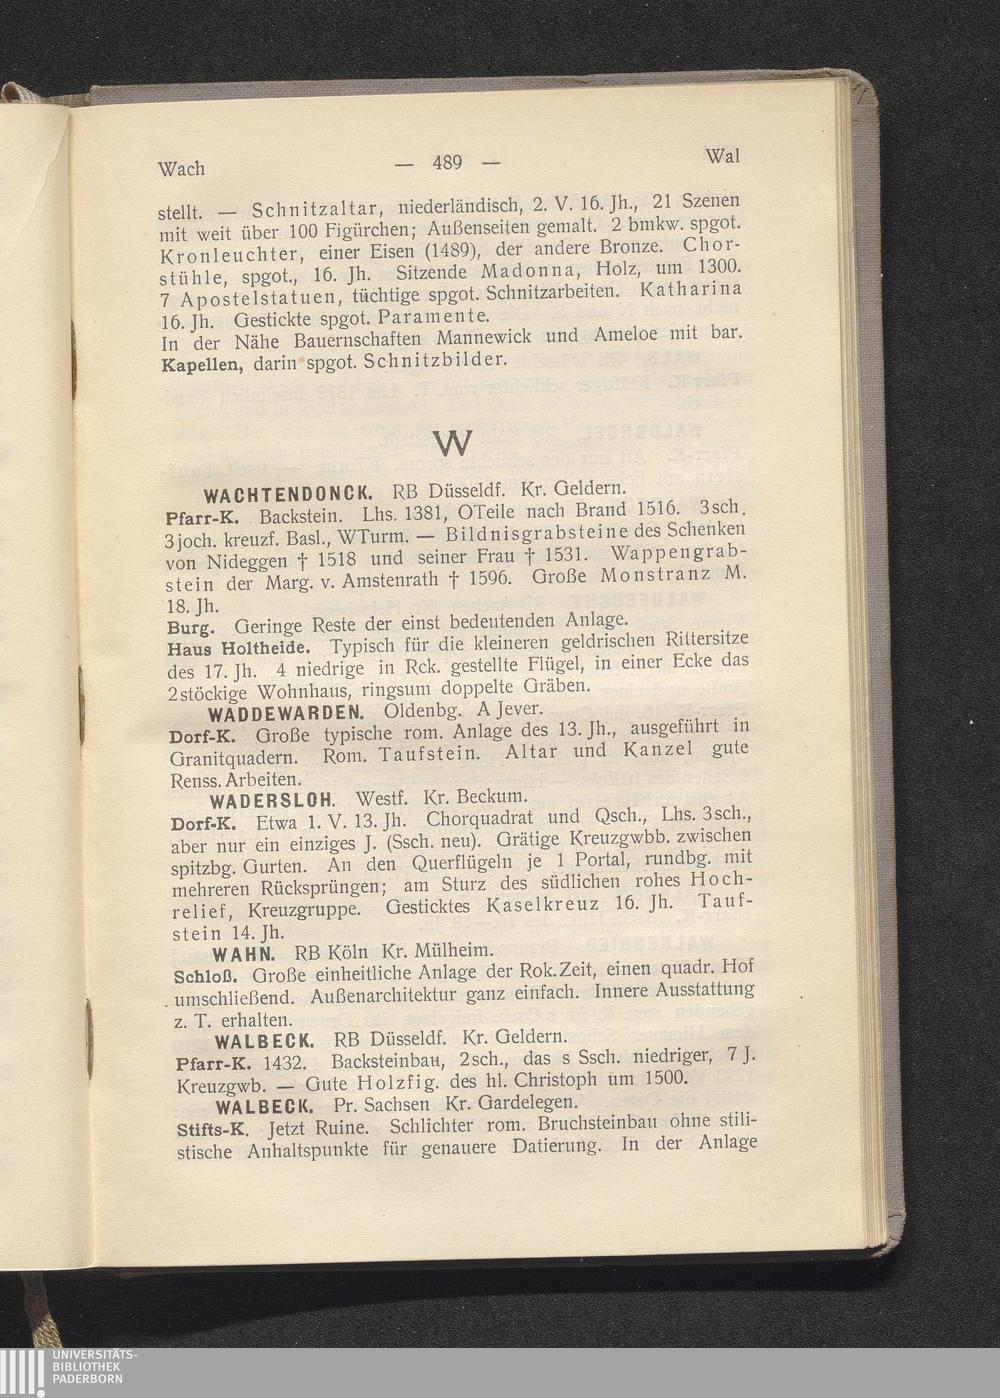 Wach — 489 — Wal
stellt. — Schnitzaltar, niederländisch, 2. V. 16. Jh., 21 Szenen
mit weit über 100 Figürchen; Außenseiten gemalt. 2 bmkw. spgot.
Kronleuchter, einer Eisen (1489), der andere Bronze. Chor-
stühle, spgot., 16. Jh. Sitzende Madonna, Holz, um 1300.
7 Apostelstatuen, tüchtige spgot. Schnitzarbeiten. Katharina
16. Jh. Gestickte spgot. Paramente.
In der Nähe Bauernschaften Mannewick und Ameloe mit bar.
Kapellen, darin spgot. Schnitzbilder.
W
WACHTENDONCK. RB Düsseldf. Kr. Geldern.
Pfarr-K. Backstein. Lhs. 1381, OTeile nach Brand 1516. 3sch.
3joch. kreuzf. Basl., WTurm. — Bildnisgrabsteine des Schenken
von Nideggen † 1518 und seiner Frau † 1531. Wappengrab-
stein der Marg. v. Amstenrath † 1596. Große Monstranz M.
18. Jh.
Burg. Geringe Reste der einst bedeutenden Anlage.
Haus Holtheide. Typisch für die kleineren geldrischen Rittersitze
des 17. Jh. 4 niedrige in Rck. gestellte Flügel, in einer Ecke das
2stöckige Wohnhaus, ringsum doppelte Gräben.
WADDEWARDEN. Oldenbg. A Jever.
Dorf-K. Große typische rom. Anlage des 13. Jh., ausgeführt in
Granitquadern. Rom. Taufstein. Altar und Kanzel gute
Renss. Arbeiten.
WADERSLOH. Westf. Kr. Beckum.
Dorf-K. Etwa 1. V. 13. Jh. Chorquadrat und Qsch., Lhs. 3sch.,
aber nur ein einziges J. (Ssch. neu). Grätige Kreuzgwbb. zwischen
spitzbg. Gurten. An den Querflügeln je 1 Portal, rundbg. mit
mehreren Rücksprüngen; am Sturz des südlichen rohes Hoch-
relief, Kreuzgruppe. Gesticktes Kaselkreuz 16. Jh. Tauf-
stein 14. Jh.
WAHN. RB Köln Kr. Mülheim.
Schloß. Große einheitliche Anlage der Rok.Zeit, einen quadr. Hof
umschließend. Außenarchitektur ganz einfach. Innere Ausstattung
z. T. erhalten.
WALBECK. RB Düsseldf. Kr. Geldern.
Pfarr-K. 1432. Backsteinbau, 2sch., das s Ssch. niedriger, 7 J.
Kreuzgwb. — Gute Holzfig. des hl. Christoph um 1500.
WALBECK. Pr. Sachsen Kr. Gardelegen.
Stifts-K. Jetzt Ruine. Schlichter rom. Bruchsteinbau ohne stili-
stische Anhaltspunkte für genauere Datierung. In der Anlage
UNIVERSITÄTS-
BIBLIOTHEK
PADERBORN